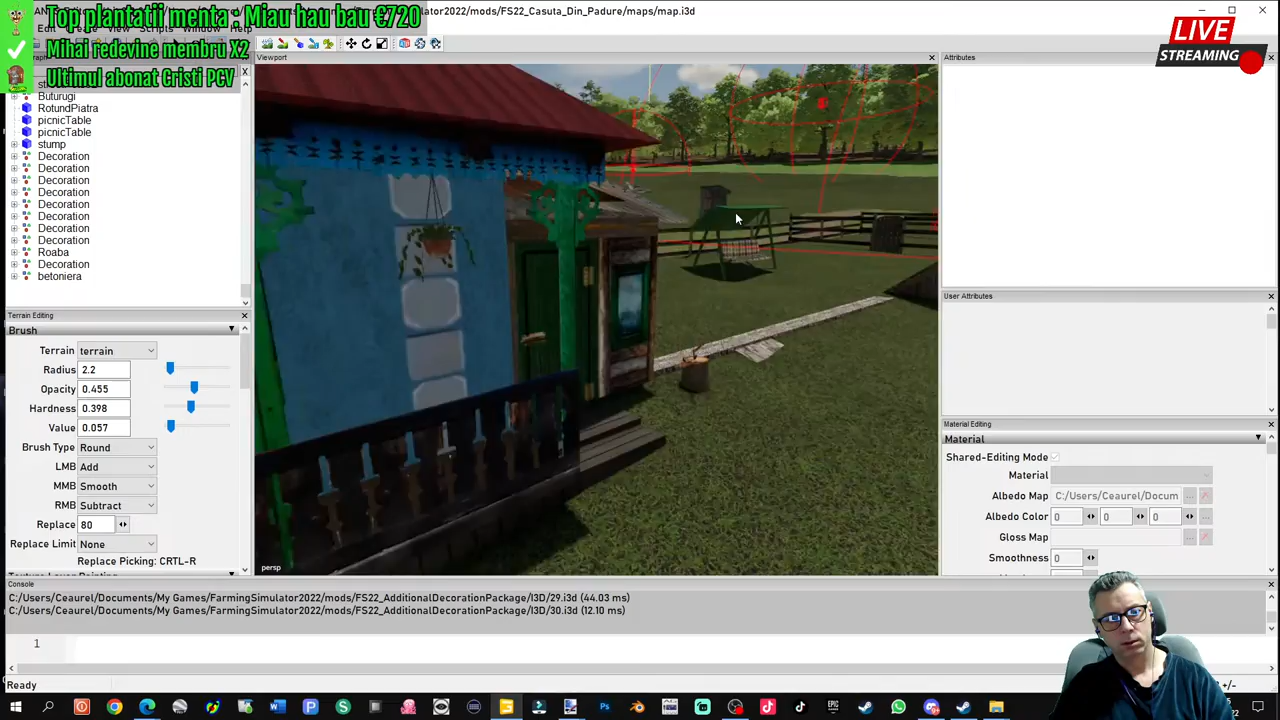 Top plantatii menta : Miau hau bau €720
Mihai redevine membru X2
Ultimul abonat Cristi PCV
LIVE
STREAMING
atorGames2022/mods/FS22_Casuta_Din_Padure/maps/map.i3d
Viewport
Buturugi
RotundPiatra
picnicTable
picnicTable
stump
Decoration
Decoration
Decoration
Decoration
Decoration
Decoration
Decoration
Decoration
Roaba
Decoration
betoniera
persp
Terrain Editing
Brush
Terrain terrain
Radius 2.2
Opacity 0.455
Hardness 0.398
Value 0.057
Brush Type Round
LMB Add
MMB Smooth
RMB Subtract
Replace 80
Replace Limit None
Replace Picking: CRTL-R
Attributes
User Attributes
Material Editing
Material
Shared-Editing Mode
Material
Albedo Map C:/Users/Ceaurel/Docum ...
Albedo Color 0 0 0 ...
Gloss Map ...
Smoothness 0
Console
C:/Users/Ceaurel/Documents/My Games/FarmingSimulator2022/mods/FS22_AdditionalDecorationPackage/I3D/29.i3d (44.03 ms)
C:/Users/Ceaurel/Documents/My Games/FarmingSimulator2022/mods/FS22_AdditionalDecorationPackage/I3D/30.i3d (12.10 ms)
1
Ready
+/-